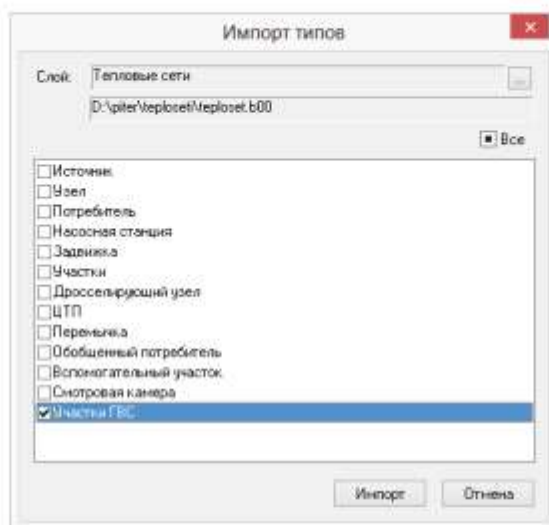 Импорт типов
Слой: Тепловые сети ...
D:\piter\teploseti\teploset.b00
Все
Источник
Узел
Потребитель
Насосная станция
Задвижка
Участки
Дросселирующий узел
ЦТП
Перемычка
Обобщенный потребитель
Вспомогательный участок
Смотровая камера
Участки ГВС
Импорт Отмена